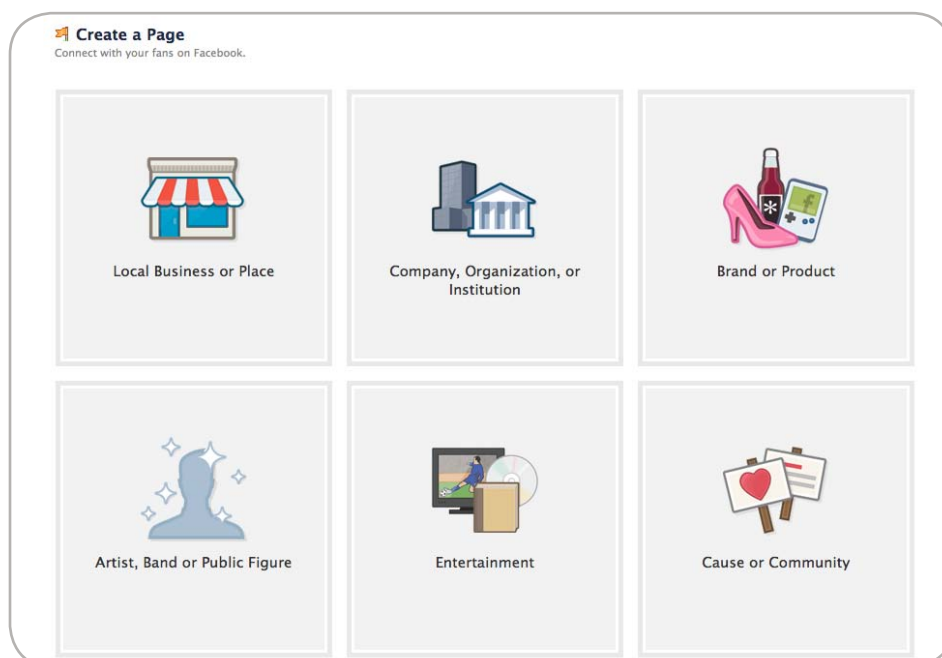 Create a Page
Connect with your fans on Facebook.
Local Business or Place
Company, Organization, or
Institution
Brand or Product
Artist, Band or Public Figure
Entertainment
Cause or Community